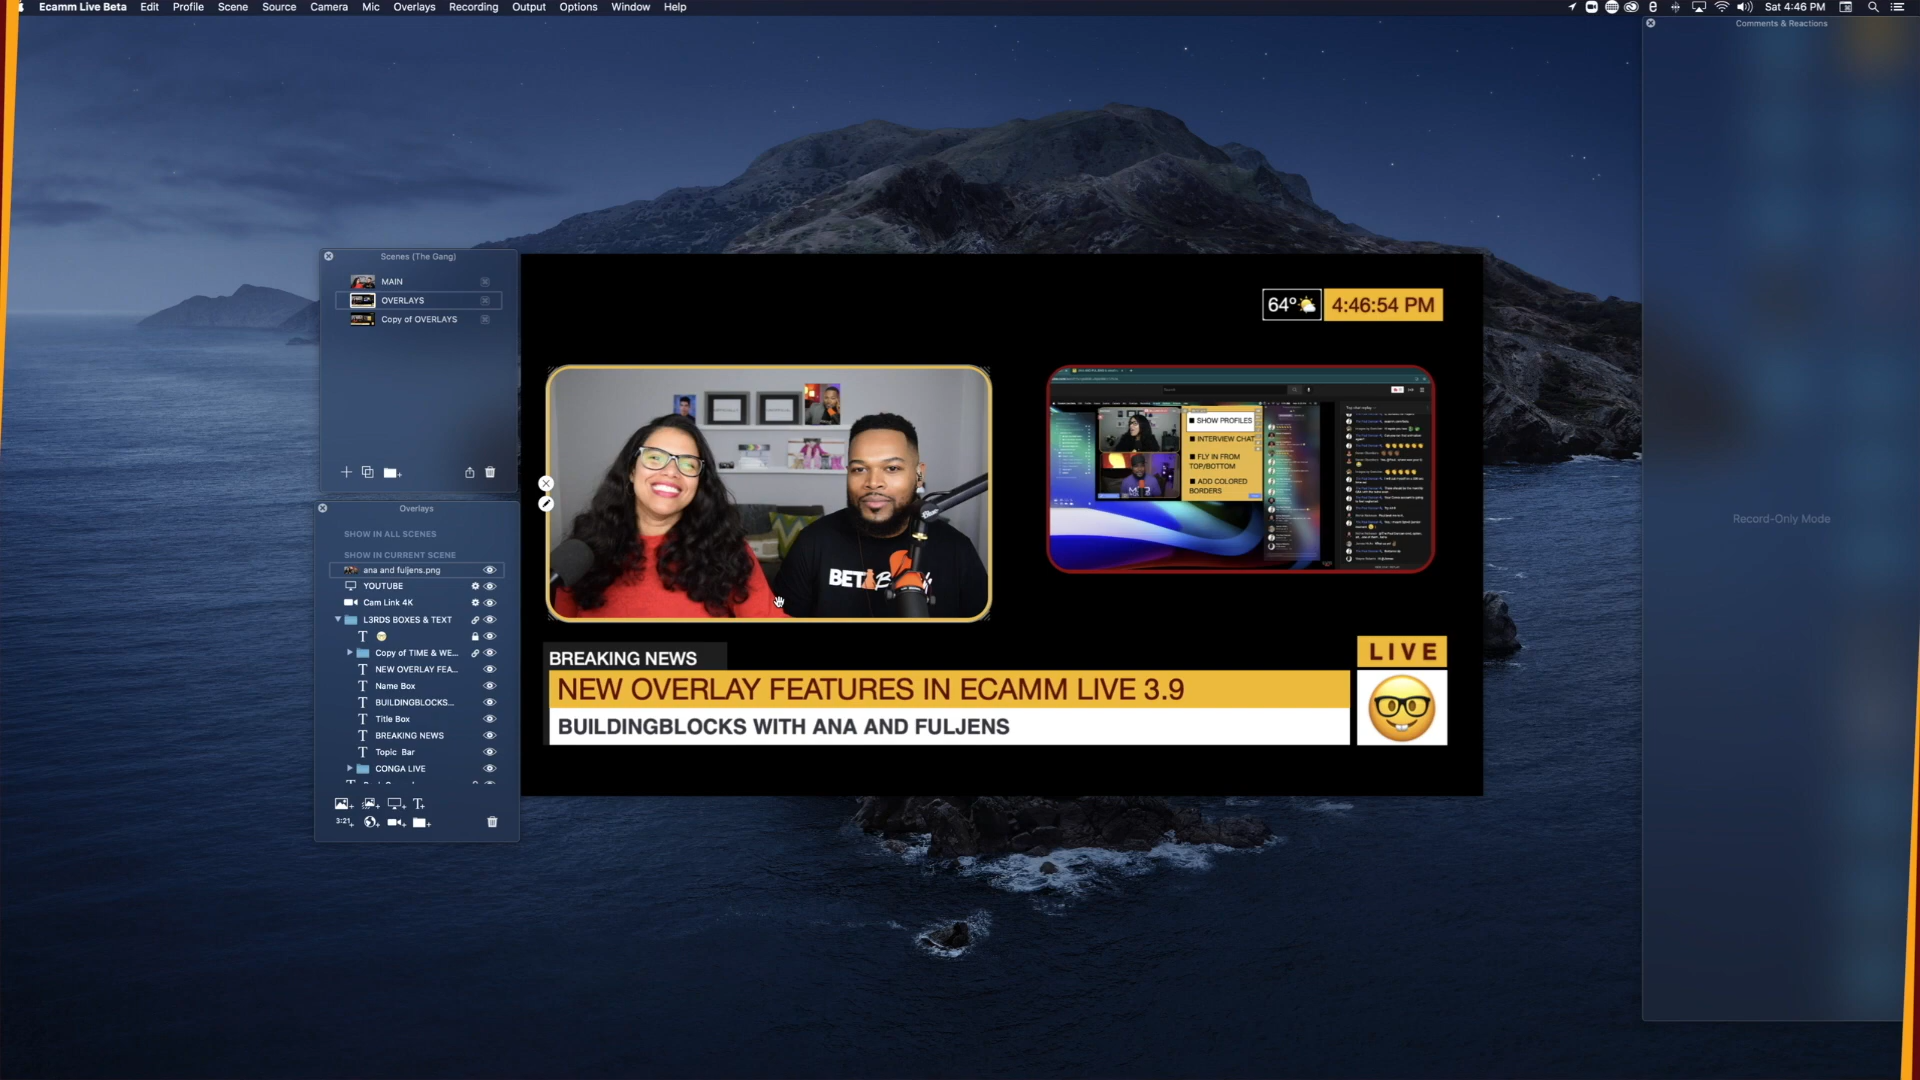 Ecamm Live Beta Edit Profile Scene Source Camera Mic Overlays Recording Output Options Window Help
Sat 4:46 PM
Comments & Reactions
Scenes (The Gang)
MAIN
OVERLAYS
Copy of OVERLAYS
Overlays
SHOW IN ALL SCENES
SHOW IN CURRENT SCENE
ana and fuljens.png
YOUTUBE
Cam Link 4K
L3RDS BOXES & TEXT
Copy of TIME & WE...
NEW OVERLAY FEA...
Name Box
BUILDINGBLOCKS...
Title Box
BREAKING NEWS
Topic Bar
CONGA LIVE
3:21
64°
4:46:54 PM
SHOW PROFILES
INTERVIEW CHAT
FLY IN FROM
TOP/BOTTOM
ADD COLORED
BORDERS
Top chat replay
BREAKING NEWS
NEW OVERLAY FEATURES IN ECAMM LIVE 3.9
BUILDINGBLOCKS WITH ANA AND FULJENS
LIVE
Record-Only Mode